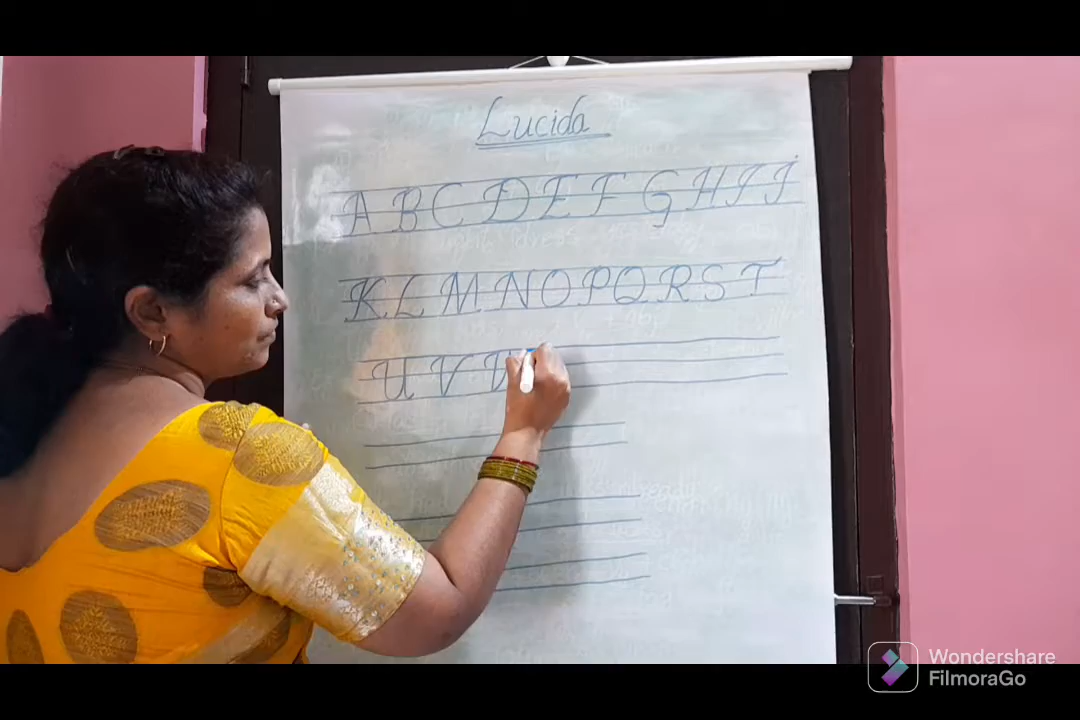 Lucida
A B C D E F G H I J
K L M N O P Q R S T
U V
Wondershare
FilmoraGo